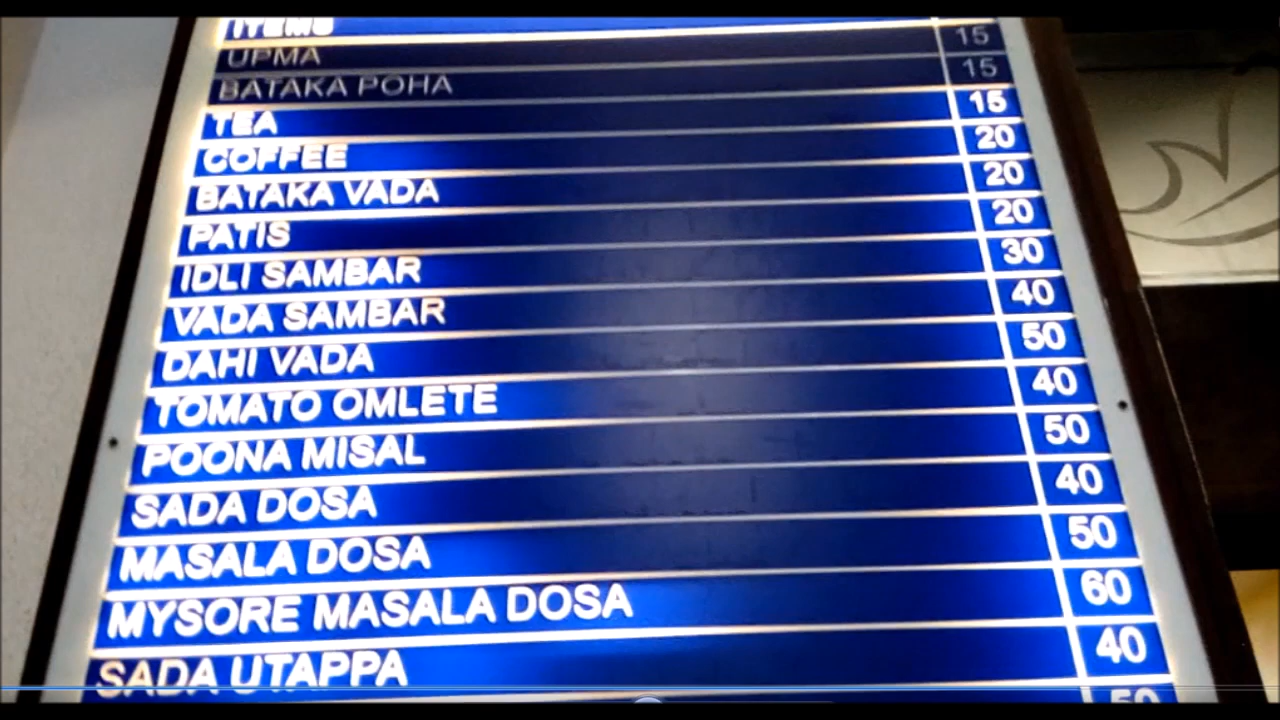 ITEMS
UPMA 15
BATAKA POHA 15
TEA 15
COFFEE 20
BATAKA VADA 20
PATIS 20
IDLI SAMBAR 30
VADA SAMBAR 40
DAHI VADA 50
TOMATO OMLETE 40
POONA MISAL 50
SADA DOSA 40
MASALA DOSA 50
MYSORE MASALA DOSA 60
SADA UTAPPA 40
50